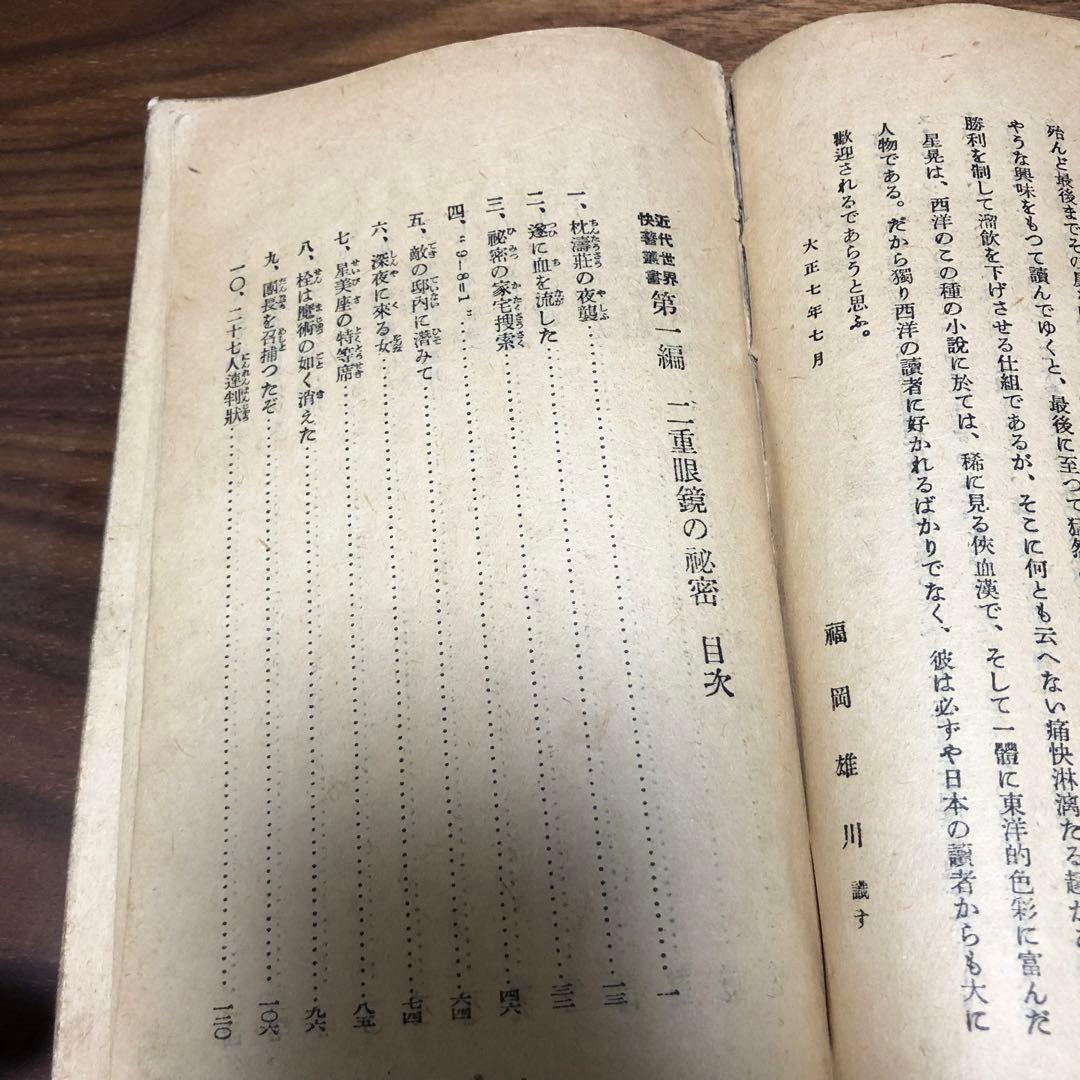 殆んど最後までその
やうな興味をもつて讀んでゆくと、最後に至つて猛然
勝利を制して溜飮を下げさせる仕組であるが、そこに何とも云へない痛快淋漓たる趣が
星晃は、西洋のこの種の小說に於ては、稀に見る俠血漢で、そして一體に東洋的色彩に富んだ
人物である。だから獨り西洋の讀者に好かれるばかりでなく、彼は必ずや日本の讀者からも大に
歡迎されるであらうと思ふ。
大正七年七月
福岡雄川 識す
近代世界
快著叢書
第一編 二重眼鏡の祕密 目次
一、枕濤莊の夜襲……一
二、遂に血を流した……一三
三、祕密の家宅搜索……三二
四、“9−8=1”……四六
五、敵の邸內に潛みて……六四
六、深夜に來る女……七四
七、星美座の特等席……八五
八、栓は魔術の如く消えた……九六
九、團長を召捕つたぞ……一〇六
一〇、二十七人連判狀……一二〇